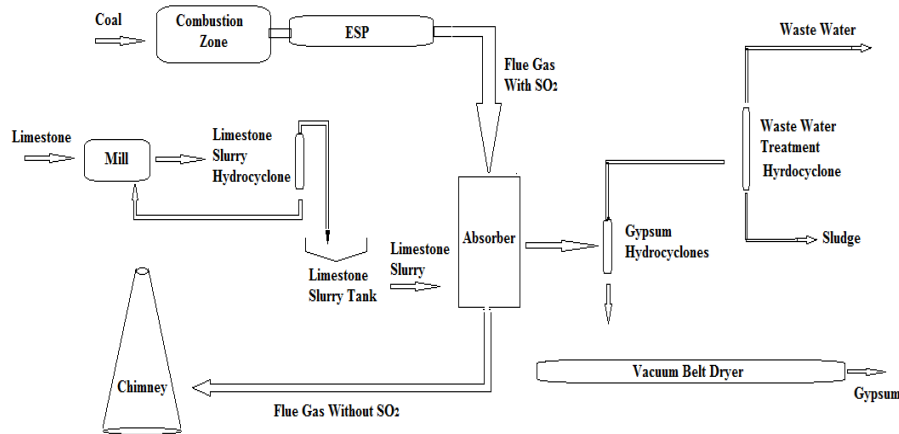 Coal
Combustion
Zone
ESP
Flue Gas
With SO₂
Waste Water
Waste Water
Treatment
Hyrdocyclone
Sludge
Limestone
Mill
Limestone
Slurry
Hydrocyclone
Limestone
Slurry Tank
Limestone
Slurry
Absorber
Gypsum
Hydrocyclones
Vacuum Belt Dryer
Gypsum
Chimney
Flue Gas Without SO₂